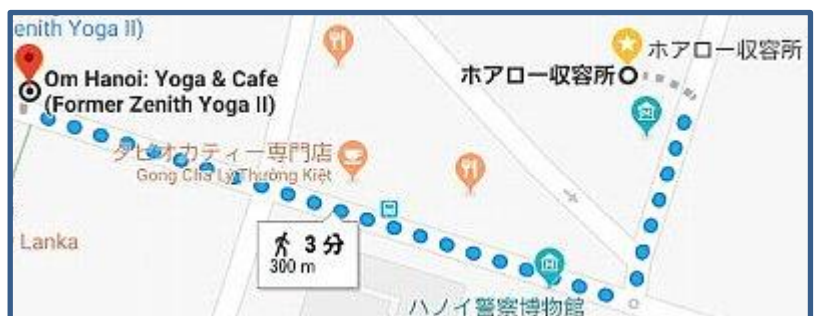 enith Yoga II)
Om Hanoi: Yoga & Cafe
(Former Zenith Yoga II)
ホアロー収容所
ホアロー収容所
タピオカティー専門店
Gong Cha Lý Thường Kiệt
Lanka
3 分
300 m
ハノイ警察博物館